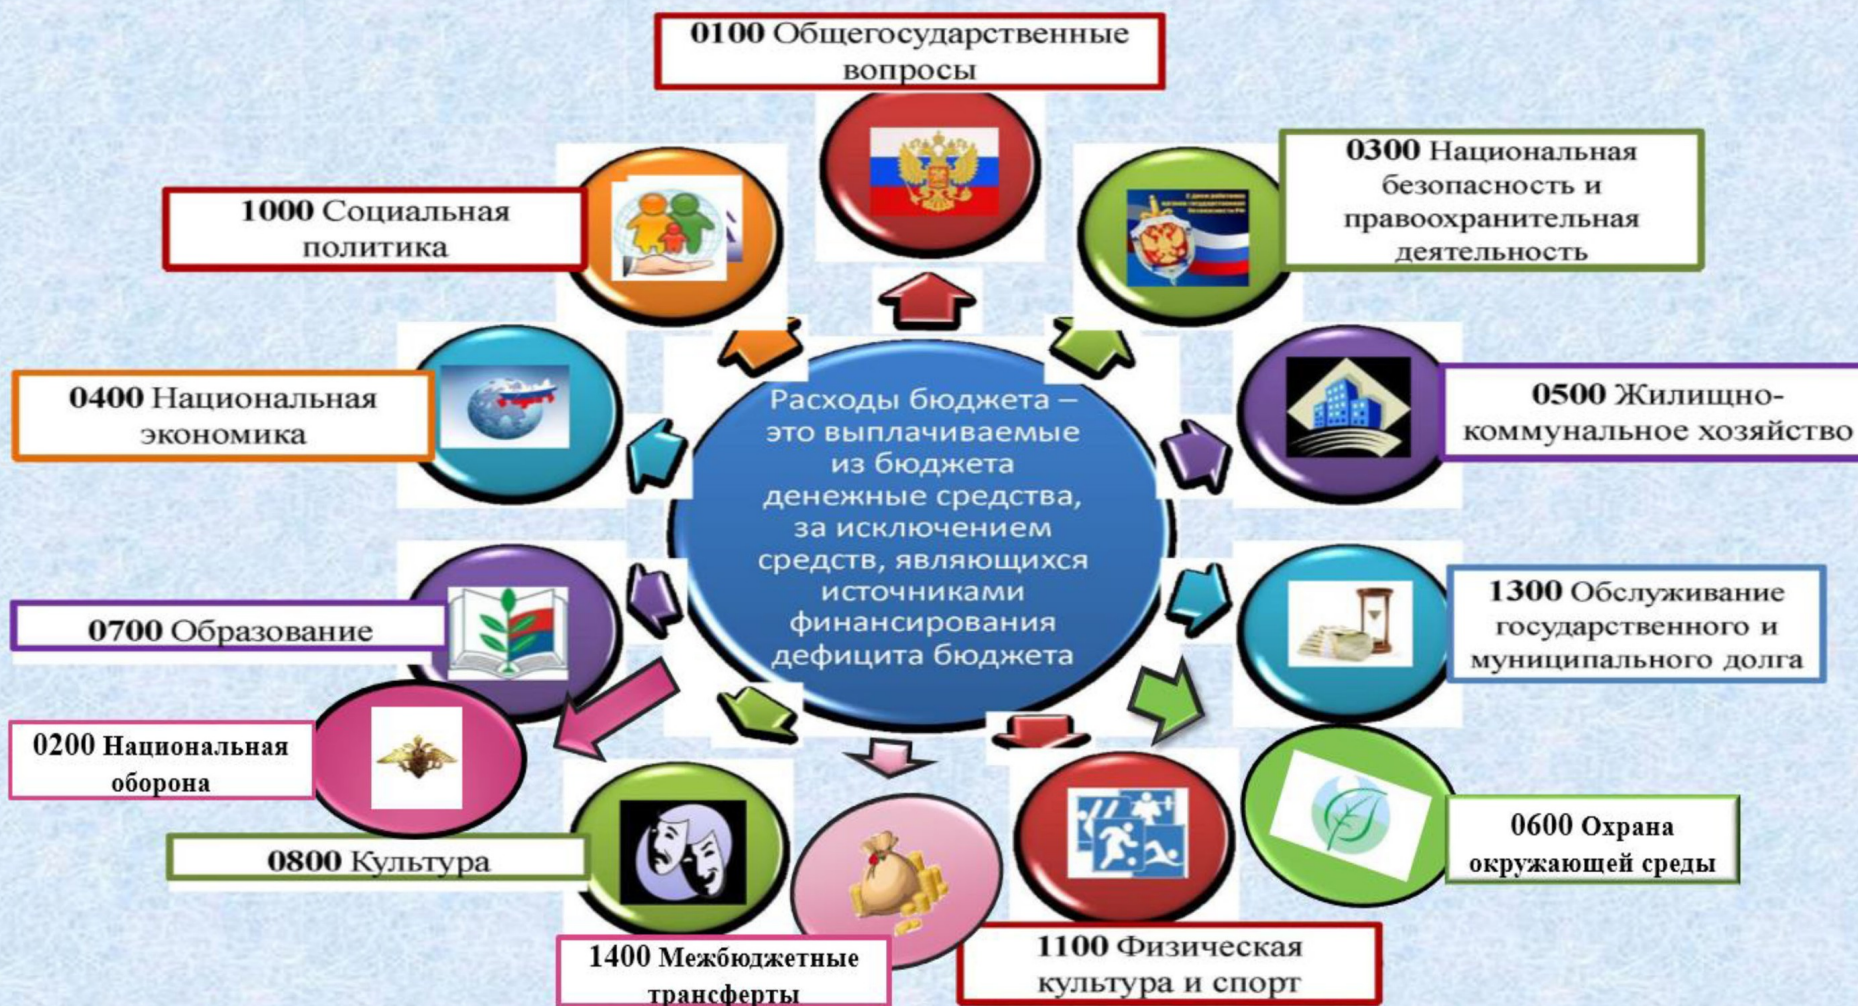 0100 Общегосударственные
вопросы
0300 Национальная
безопасность и
правоохранительная
деятельность
1000 Социальная
политика
0400 Национальная
экономика
0500 Жилищно-
коммунальное хозяйство
Расходы бюджета –
это выплачиваемые
из бюджета
денежные средства,
за исключением
средств, являющихся
источниками
финансирования
дефицита бюджета
0700 Образование
1300 Обслуживание
государственного и
муниципального долга
0200 Национальная
оборона
0800 Культура
0600 Охрана
окружающей среды
1400 Межбюджетные
трансферты
1100 Физическая
культура и спорт